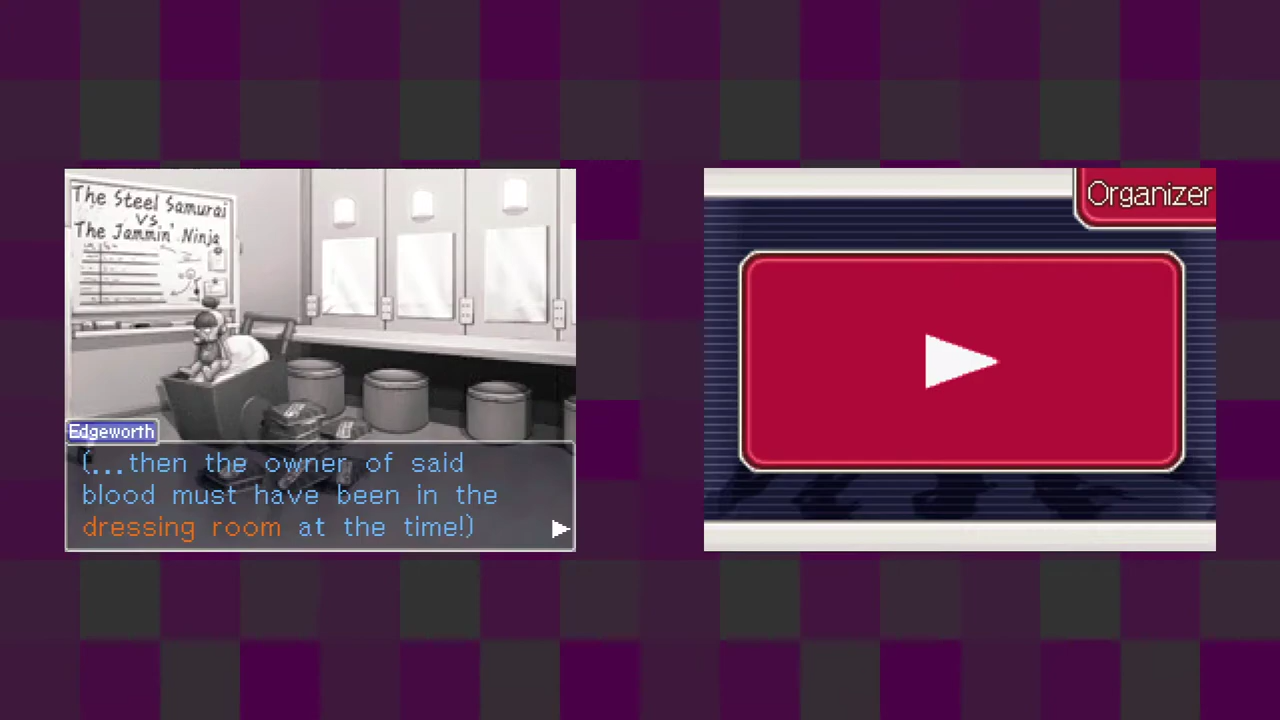 The Steel Samurai
vs.
The Jammin' Ninja
Edgeworth
(...then the owner of said
blood must have been in the
dressing room at the time!)
Organizer